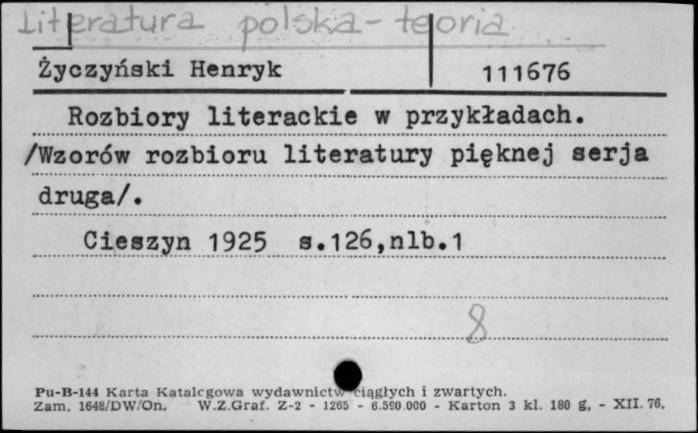 Literatura polska - teoria
Życzyński Henryk 111676
Rozbiory literackie w przykładach.
/Wzorów rozbioru literatury pięknej serja
druga/.
Cieszyn 1925 s.126,nlb.1
8
Pu-B-144 Karta Katalogowa wydawnictw ciągłych i zwartych.
Zam. 1648/DW/On. W.Z.Graf. Z-2 - 1265 - 6.590.000 - Karton 3 kl. 180 g, - XII. 76.